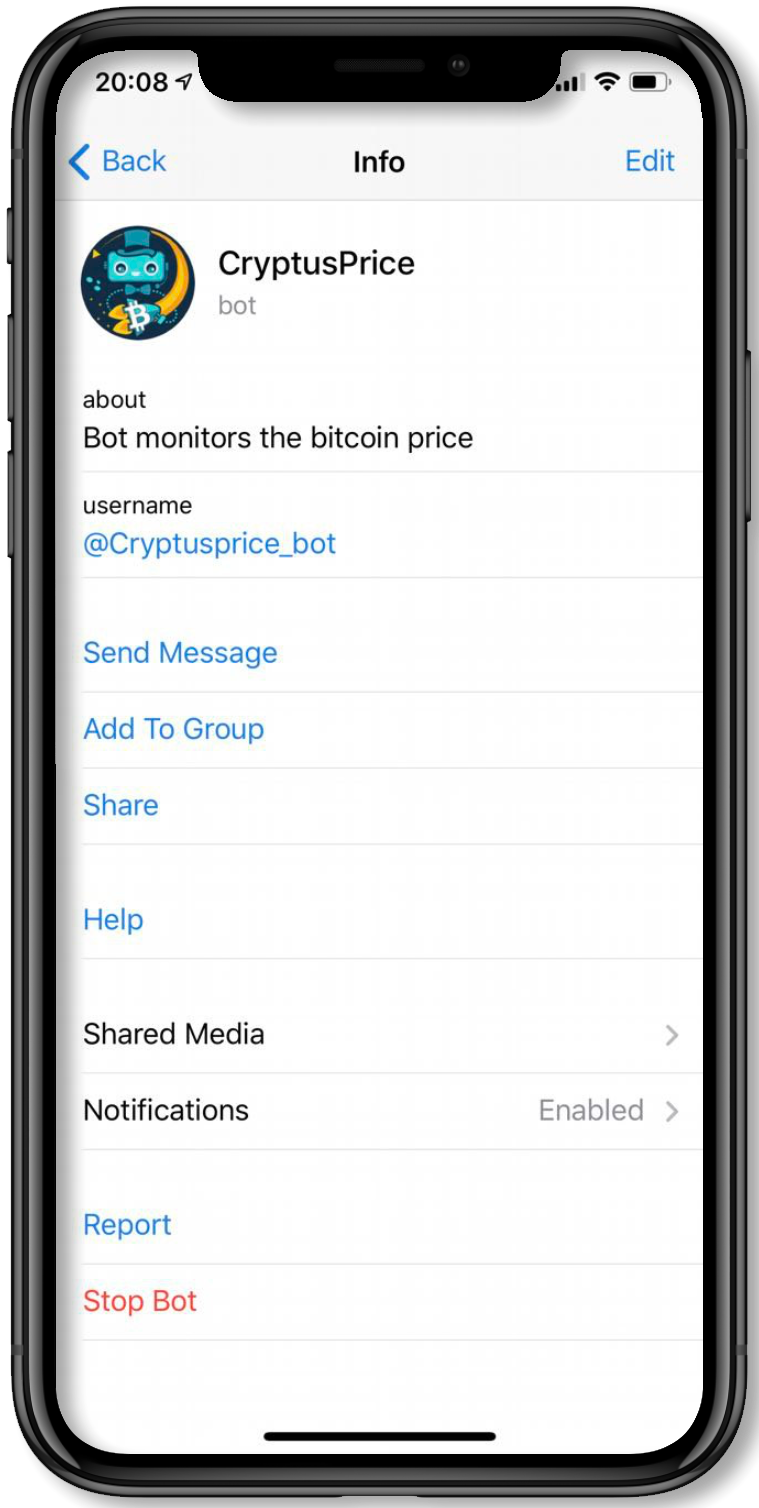 20:08
Back
Info
Edit
CryptusPrice
bot
about
Bot monitors the bitcoin price
username
@Cryptusprice_bot
Send Message
Add To Group
Share
Help
Shared Media
Notifications
Enabled
Report
Stop Bot